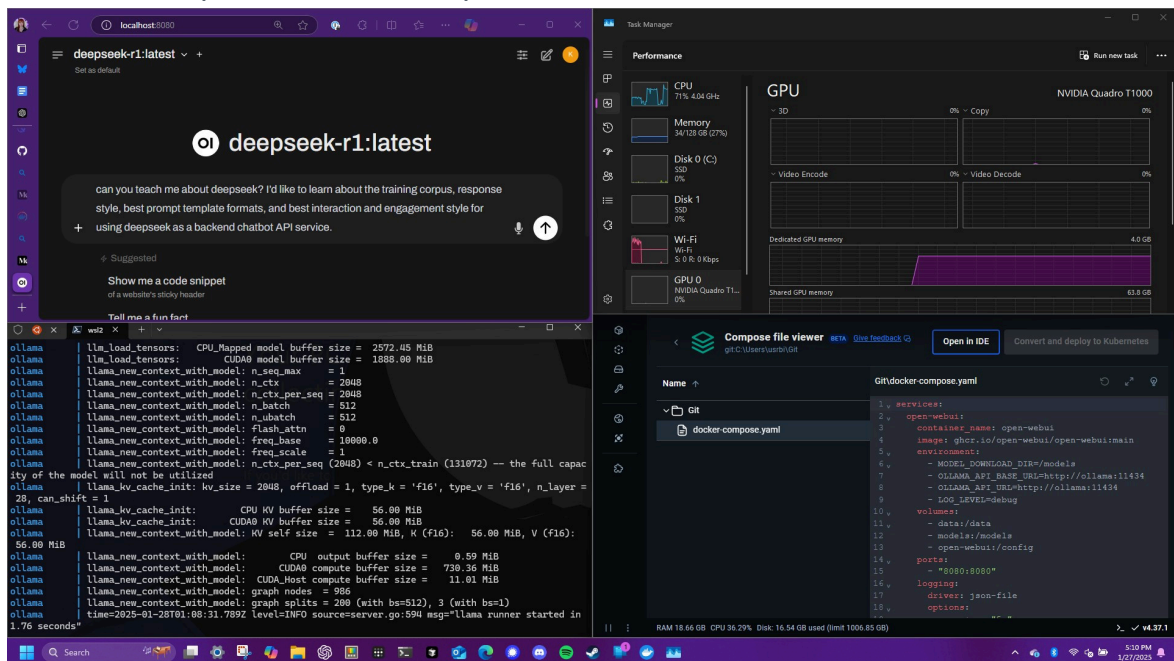 localhost:8080
deepseek-r1:latest
Set as default
OI deepseek-r1:latest
can you teach me about deepseek? I'd like to learn about the training corpus, response
style, best prompt template formats, and best interaction and engagement style for
using deepseek as a backend chatbot API service.
Suggested
Show me a code snippet
of a website's sticky header
Tell me a fun fact
Task Manager
Performance
Run new task
CPU
71% 4.04 GHz
Memory
34/128 GB (27%)
Disk 0 (C:)
SSD
0%
Disk 1
SSD
0%
Wi-Fi
Wi-Fi
S: 0 R: 0 Kbps
GPU 0
NVIDIA Quadro T1...
0%
GPU
NVIDIA Quadro T1000
3D
0%
Copy
0%
Video Encode
0%
Video Decode
0%
Dedicated GPU memory
4.0 GB
Shared GPU memory
63.8 GB
wsl2
ollama | llm_load_tensors: CPU_Mapped model buffer size = 2572.45 MiB
ollama | llm_load_tensors: CUDA0 model buffer size = 1888.00 MiB
ollama | llama_new_context_with_model: n_seq_max = 1
ollama | llama_new_context_with_model: n_ctx = 2048
ollama | llama_new_context_with_model: n_ctx_per_seq = 2048
ollama | llama_new_context_with_model: n_batch = 512
ollama | llama_new_context_with_model: n_ubatch = 512
ollama | llama_new_context_with_model: flash_attn = 0
ollama | llama_new_context_with_model: freq_base = 10000.0
ollama | llama_new_context_with_model: freq_scale = 1
ollama | llama_new_context_with_model: n_ctx_per_seq (2048) < n_ctx_train (131072) -- the full capac
ity of the model will not be utilized
ollama | llama_kv_cache_init: kv_size = 2048, offload = 1, type_k = 'f16', type_v = 'f16', n_layer =
28, can_shift = 1
ollama | llama_kv_cache_init: CPU KV buffer size = 56.00 MiB
ollama | llama_kv_cache_init: CUDA0 KV buffer size = 56.00 MiB
ollama | llama_new_context_with_model: KV self size = 112.00 MiB, K (f16): 56.00 MiB, V (f16):
56.00 MiB
ollama | llama_new_context_with_model: CPU output buffer size = 0.59 MiB
ollama | llama_new_context_with_model: CUDA0 compute buffer size = 730.36 MiB
ollama | llama_new_context_with_model: CUDA_Host compute buffer size = 11.01 MiB
ollama | llama_new_context_with_model: graph nodes = 986
ollama | llama_new_context_with_model: graph splits = 200 (with bs=512), 3 (with bs=1)
ollama | time=2025-01-28T01:08:31.789Z level=INFO source=server.go:594 msg="llama runner started in
1.76 seconds"
Compose file viewer BETA Give feedback
git:C:\Users\usrbi\Git
Open in IDE
Convert and deploy to Kubernetes
Name
Git
docker-compose.yaml
Git\docker-compose.yaml
1 services:
2 open-webui:
3 container_name: open-webui
4 image: ghcr.io/open-webui/open-webui:main
5 environment:
6 - MODEL_DOWNLOAD_DIR=/models
7 - OLLAMA_API_BASE_URL=http://ollama:11434
8 - OLLAMA_API_URL=http://ollama:11434
9 - LOG_LEVEL=debug
10 volumes:
11 - data:/data
12 - models:/models
13 - open-webui:/config
14 ports:
15 - "8080:8080"
16 logging:
17 driver: json-file
18 options:
RAM 18.66 GB CPU 36.29% Disk: 16.54 GB used (limit 1006.85 GB)
v4.37.1
Search
5:10 PM
1/27/2025